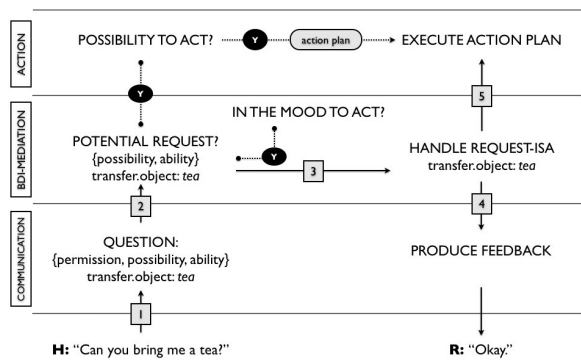 ACTION
POSSIBILITY TO ACT?
Y
action plan
EXECUTE ACTION PLAN
Y
5
BDI-MEDIATION
IN THE MOOD TO ACT?
POTENTIAL REQUEST?
{possibility, ability}
transfer.object: tea
Y
3
HANDLE REQUEST-ISA
transfer.object: tea
2
4
COMMUNICATION
QUESTION:
{permission, possibility, ability}
transfer.object: tea
PRODUCE FEEDBACK
1
H: “Can you bring me a tea?”
R: “Okay.”